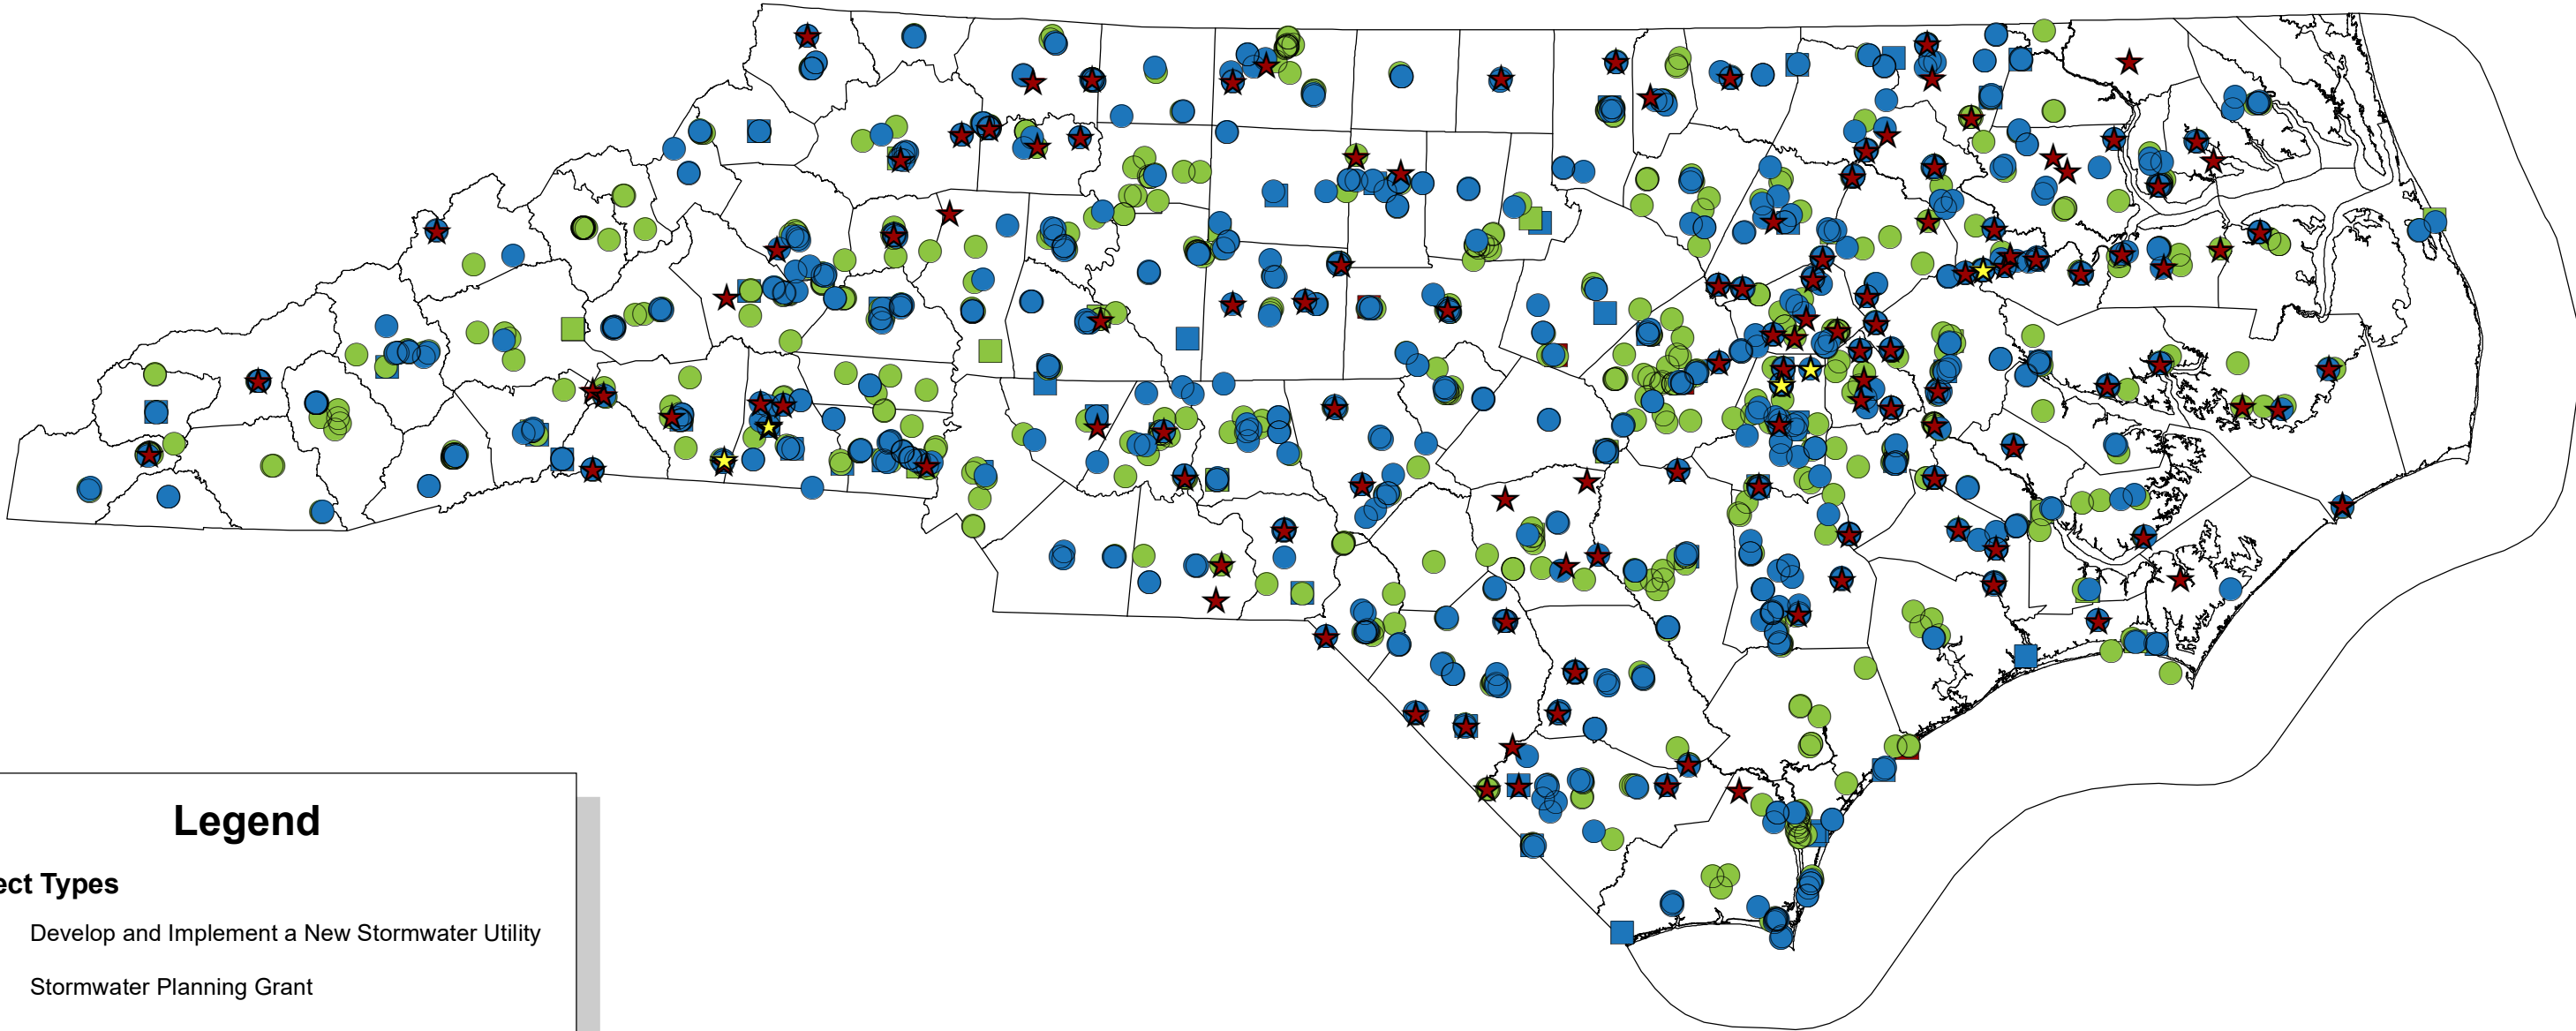 Legend
ect Types
Develop and Implement a New Stormwater Utility
Stormwater Planning Grant